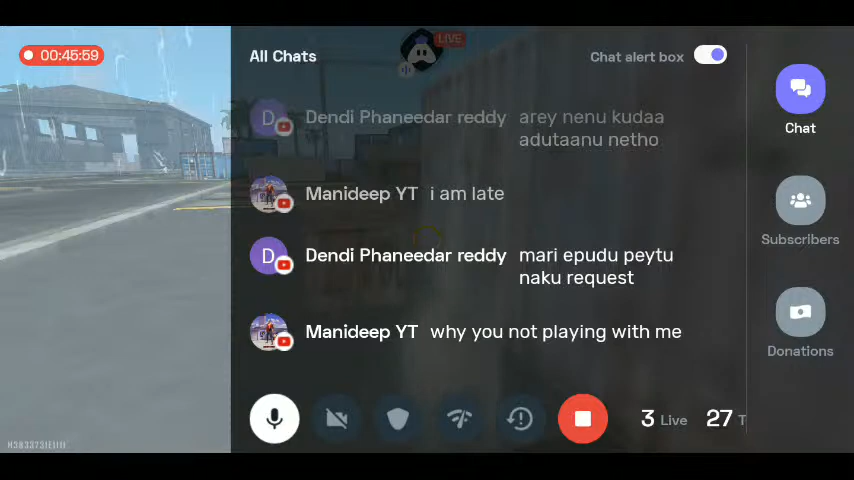 00:45:59
LIVE
All Chats
Chat alert box
Dendi Phaneedar reddy arey nenu kudaa
adutaanu netho
Manideep YT i am late
Dendi Phaneedar reddy mari epudu peytu
naku request
Manideep YT why you not playing with me
Chat
Subscribers
Donations
3 Live 27 T